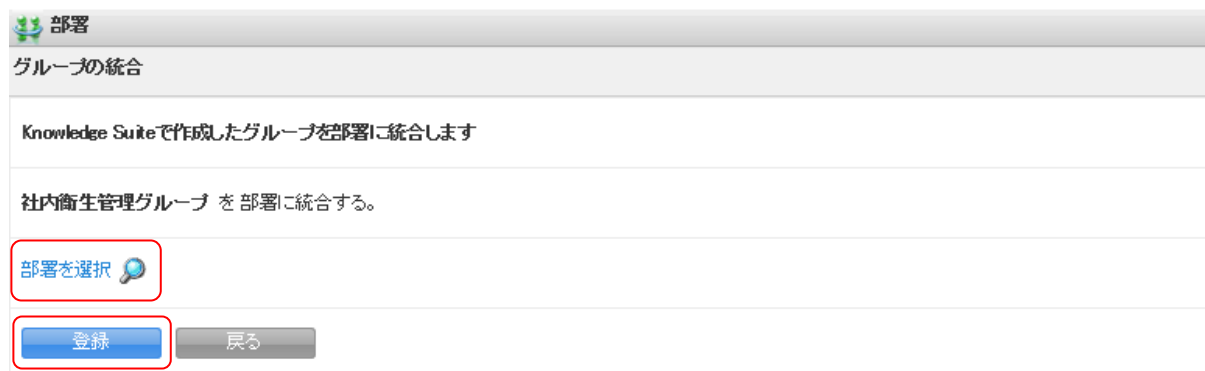 部署
グループの統合
Knowledge Suiteで作成したグループを部署に統合します
社内衛生管理グループ を 部署に統合する。
部署を選択
登録 戻る